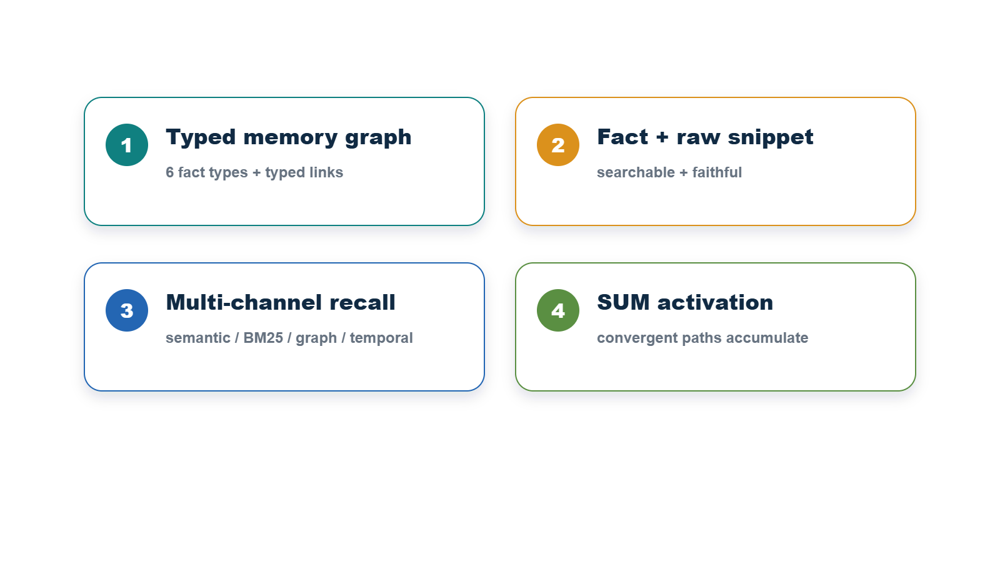 1
Typed memory graph
6 fact types + typed links
2
Fact + raw snippet
searchable + faithful
3
Multi-channel recall
semantic / BM25 / graph / temporal
4
SUM activation
convergent paths accumulate